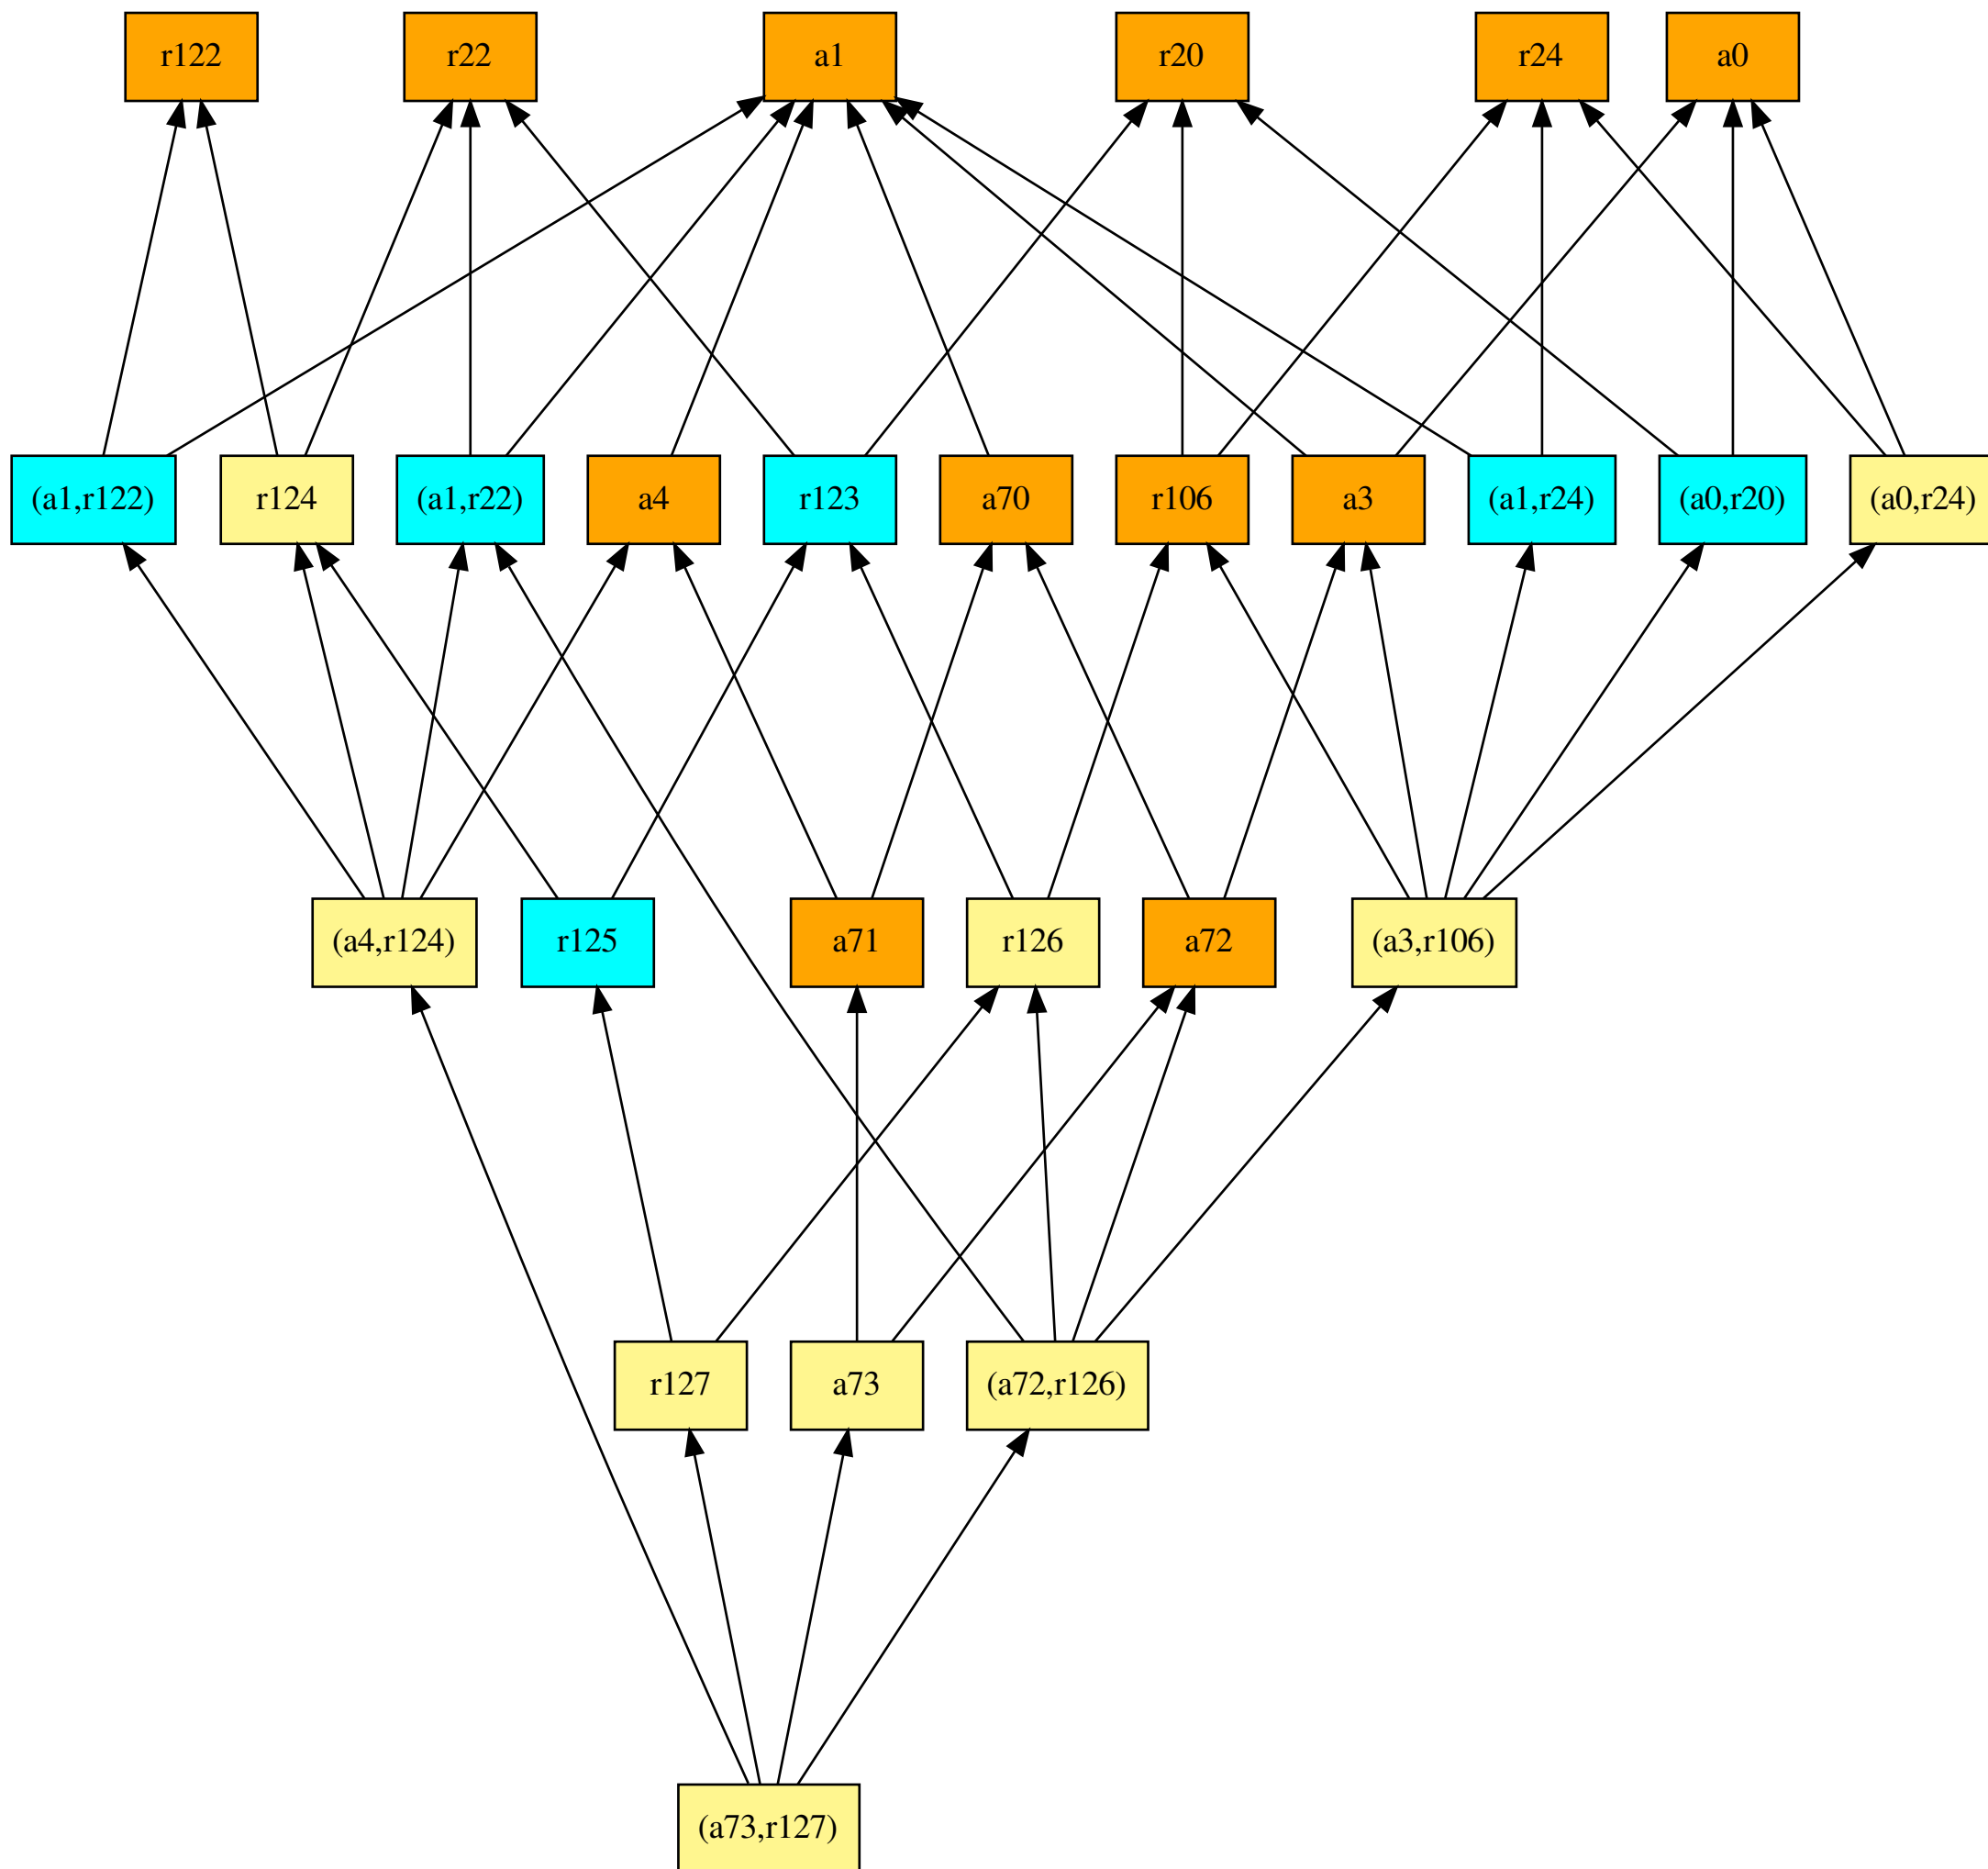 r122
r22
a1
r20
r24
a0
(a1,r122)
r124
(a1,r22)
a4
r123
a70
r106
a3
(a1,r24)
(a0,r20)
(a0,r24)
(a4,r124)
r125
a71
r126
a72
(a3,r106)
r127
a73
(a72,r126)
(a73,r127)